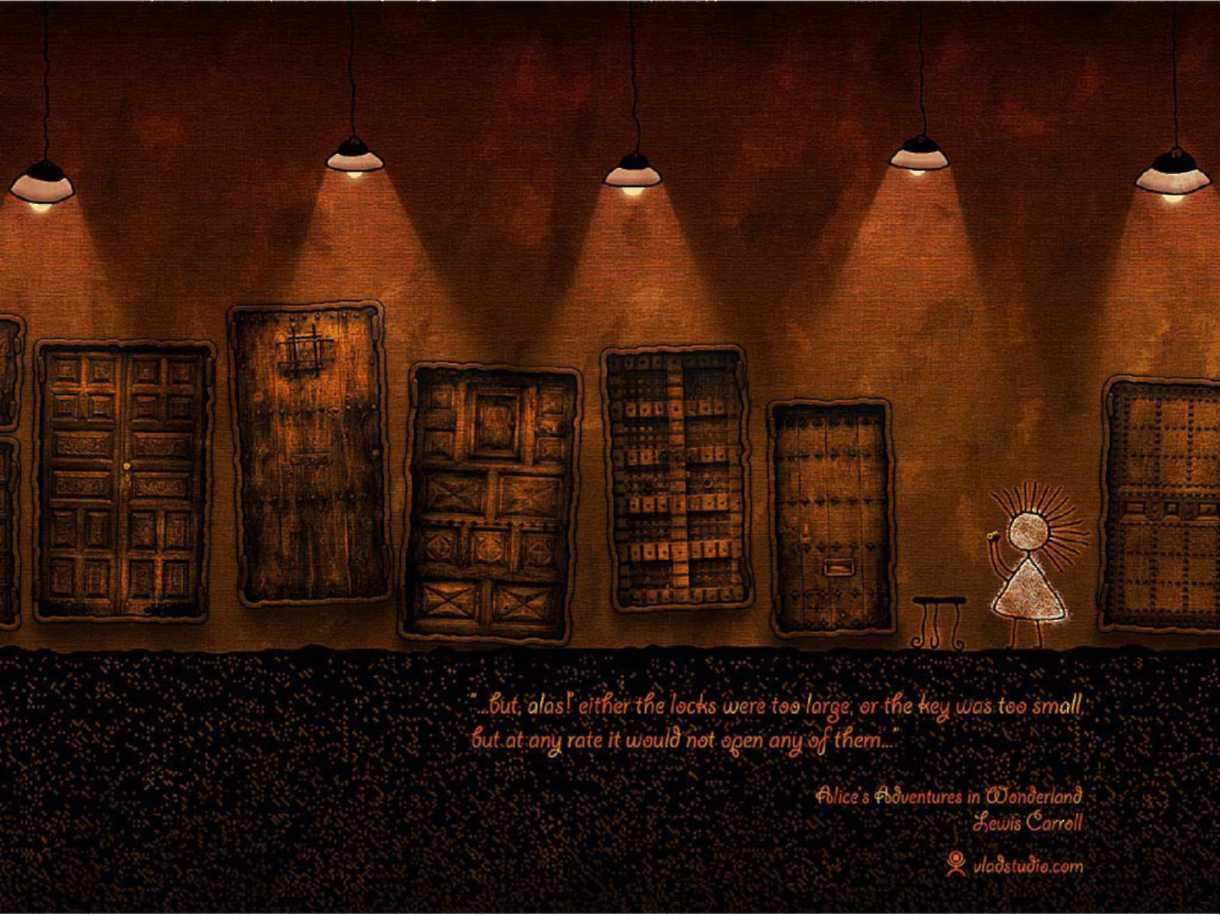 "...but, alas! either the locks were too large, or the key was too small,
but at any rate it would not open any of them..."
Alice's Adventures in Wonderland
Lewis Carroll
vladstudio.com